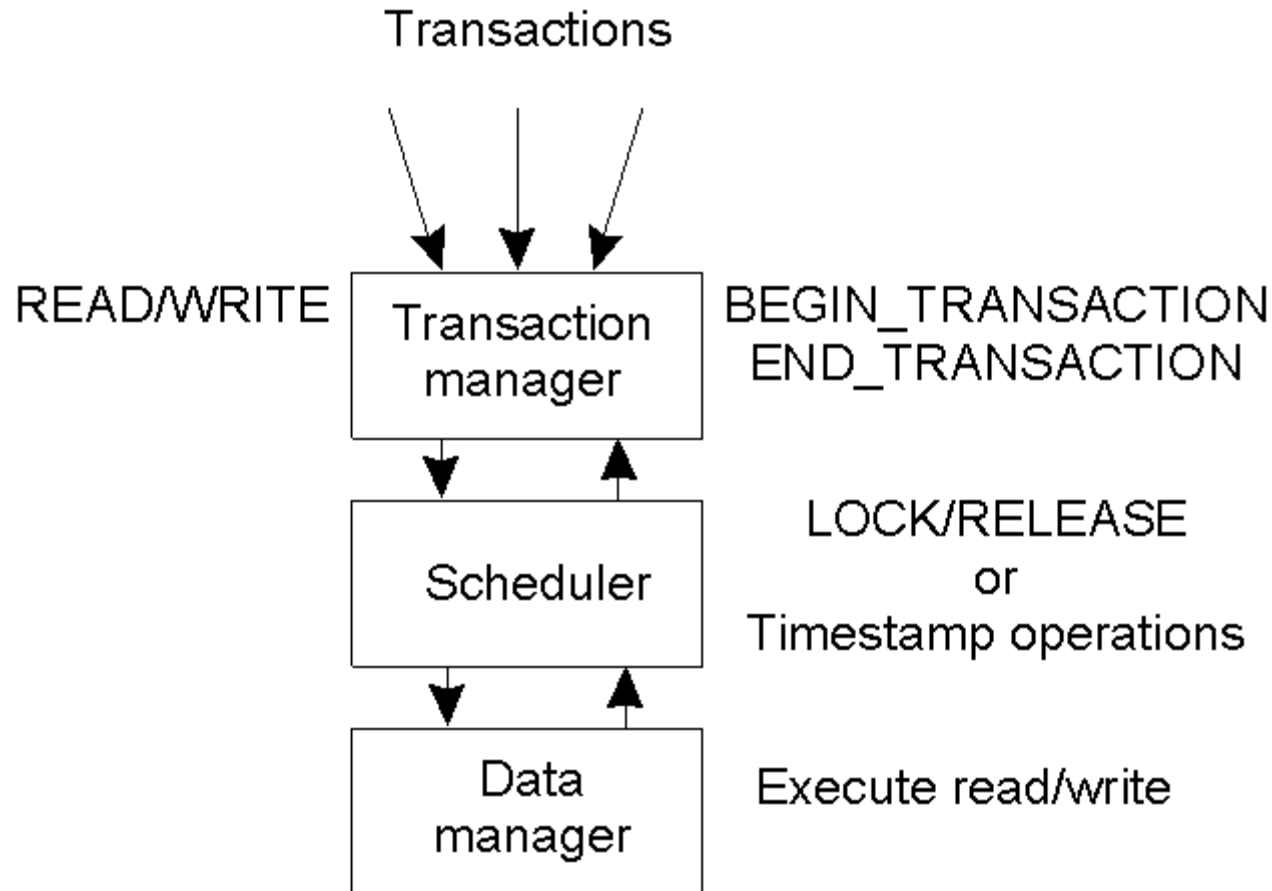 Transactions
READ/WRITE
Transaction
manager
BEGIN_TRANSACTION
END_TRANSACTION
Scheduler
LOCK/RELEASE
or
Timestamp operations
Data
manager
Execute read/write